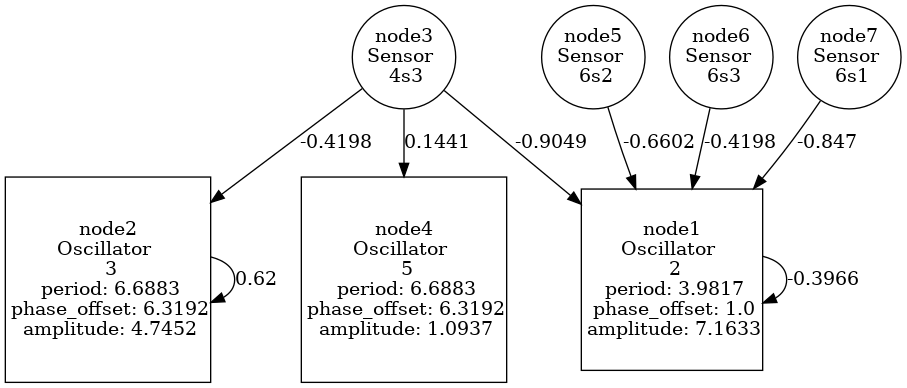 node3
Sensor
4s3
node5
Sensor
6s2
node6
Sensor
6s3
node7
Sensor
6s1
-0.4198
0.1441
-0.9049
-0.6602
-0.4198
-0.847
node2
Oscillator
3
period: 6.6883
phase_offset: 6.3192
amplitude: 4.7452
0.62
node4
Oscillator
5
period: 6.6883
phase_offset: 6.3192
amplitude: 1.0937
node1
Oscillator
2
period: 3.9817
phase_offset: 1.0
amplitude: 7.1633
-0.3966